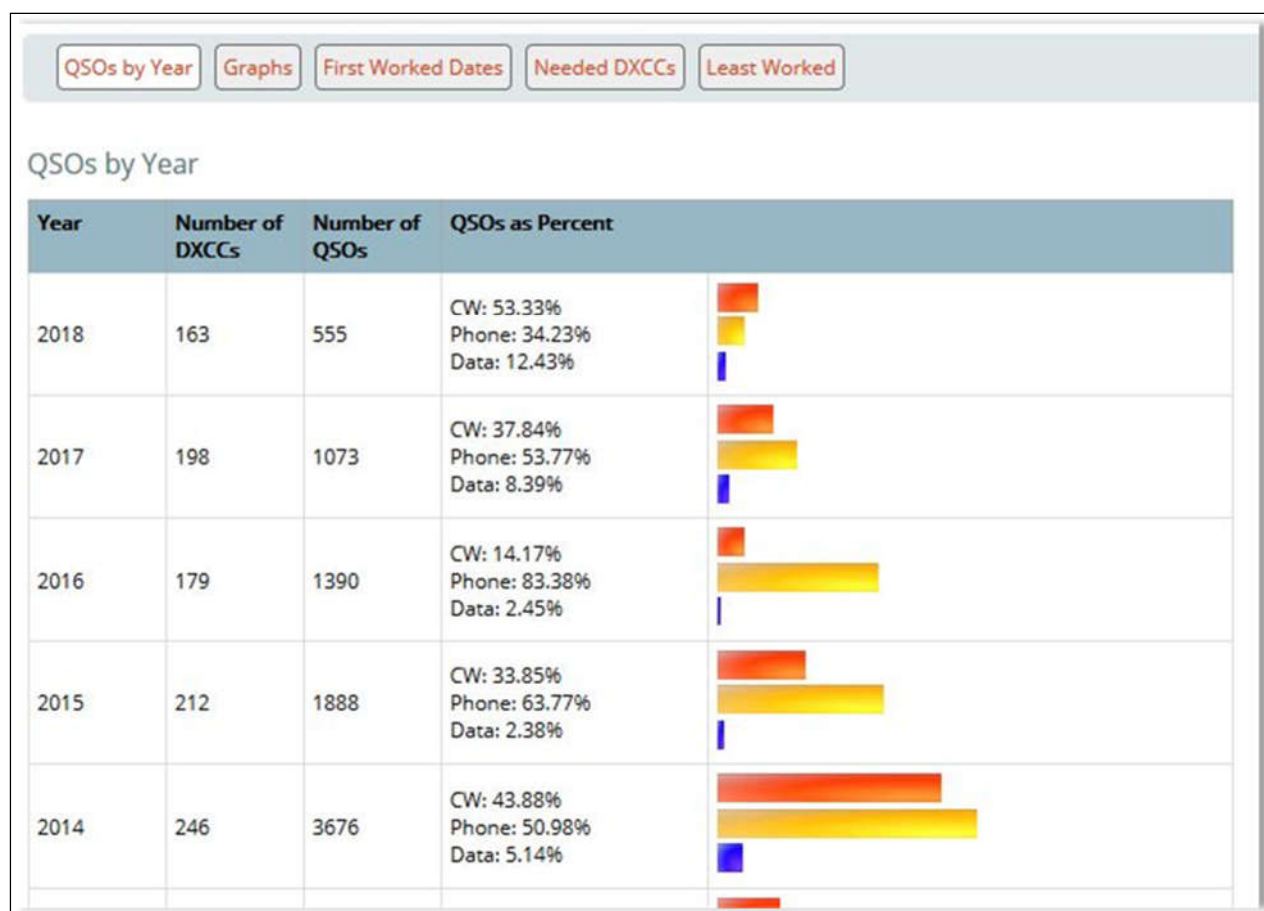 QSOs by Year Graphs First Worked Dates Needed DXCCs Least Worked
QSOs by Year
Year Number of DXCCs Number of QSOs QSOs as Percent
2018 163 555 CW: 53.33%
Phone: 34.23%
Data: 12.43%
2017 198 1073 CW: 37.84%
Phone: 53.77%
Data: 8.39%
2016 179 1390 CW: 14.17%
Phone: 83.38%
Data: 2.45%
2015 212 1888 CW: 33.85%
Phone: 63.77%
Data: 2.38%
2014 246 3676 CW: 43.88%
Phone: 50.98%
Data: 5.14%